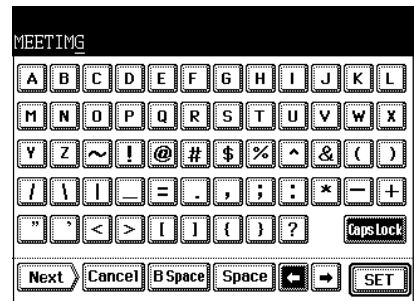 MEETIMG
A B C D E F G H I J K L
M N O P Q R S T U V W X
Y Z ~ ! @ # $ % ^ & ( )
/ \ | _ = . , ; : * − +
" ' < > [ ] { } ? Caps Lock
Next Cancel B Space Space ← → SET